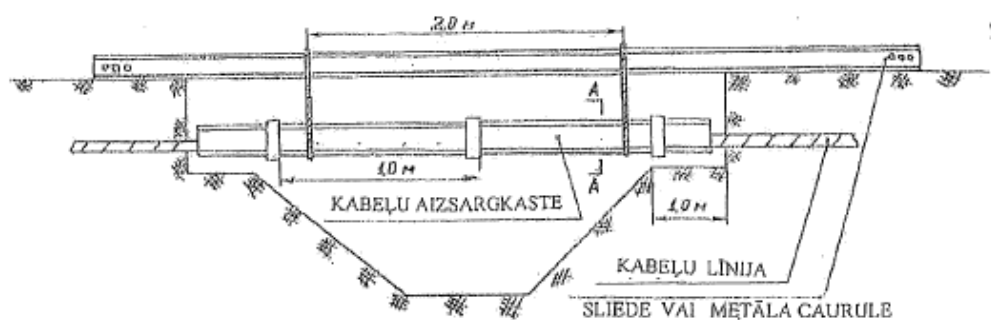 2,0 м
А
А
1,0 м
KABEĻU AIZSARGKASTE
1,0 м
KABEĻU LĪNIJA
SLIEDE VAI METĀLA CAURULE